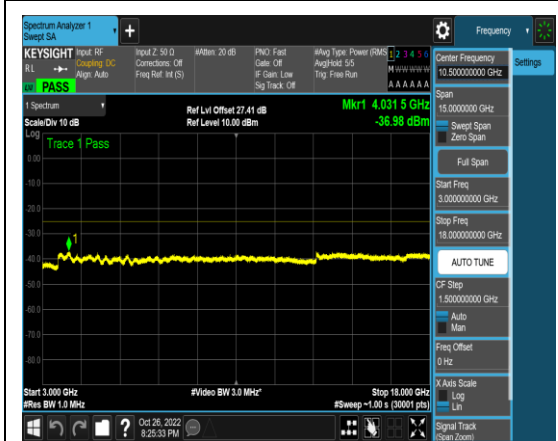 Spectrum Analyzer 1
Swept SA
Frequency
KEYSIGHT
RL
PASS
Input: RF
Coupling: DC
Align: Auto
Input Z: 50 Ω
Corrections: Off
Freq Ref: Int (S)
#Atten: 20 dB
PNO: Fast
Gate: Off
IF Gain: Low
Sig Track: Off
#Avg Type: Power (RMS
Avg|Hold: 5/5
Trig: Free Run
1 2 3 4 5 6
M W W W W W
A A A A A A
1 Spectrum
Scale/Div 10 dB
Ref Lvl Offset 27.41 dB
Ref Level 10.00 dBm
Mkr1 4.031 5 GHz
-36.98 dBm
Log
Trace 1 Pass
0.00
-10.0
-20.0
-30.0
-40.0
-50.0
-60.0
-70.0
-80.0
1
Start 3.000 GHz
#Res BW 1.0 MHz
#Video BW 3.0 MHz*
Stop 18.000 GHz
#Sweep ~1.00 s (30001 pts)
Oct 26, 2022
8:25:33 PM
Center Frequency
10.500000000 GHz
Settings
Span
15.0000000 GHz
Swept Span
Zero Span
Full Span
Start Freq
3.000000000 GHz
Stop Freq
18.000000000 GHz
AUTO TUNE
CF Step
1.500000000 GHz
Auto
Man
Freq Offset
0 Hz
X Axis Scale
Log
Lin
Signal Track
(Span Zoom)